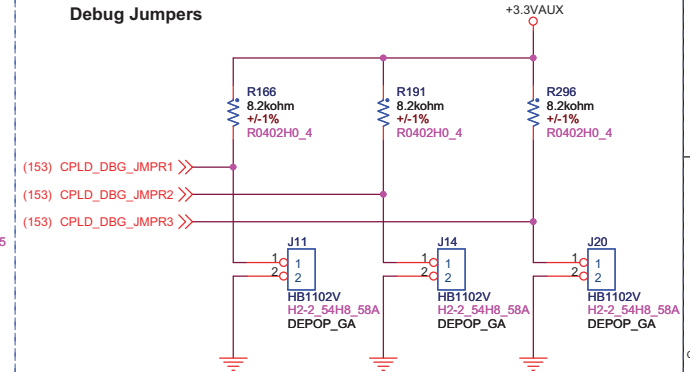 Debug Jumpers
+3.3VAUX
R166
8.2kohm
+/-1%
R0402H0_4
R191
8.2kohm
+/-1%
R0402H0_4
R296
8.2kohm
+/-1%
R0402H0_4
(153) CPLD_DBG_JMPR1
(153) CPLD_DBG_JMPR2
(153) CPLD_DBG_JMPR3
5
J11
1 1
2 2
HB1102V
H2-2_54H8_58A
DEPOP_GA
J14
1 1
2 2
HB1102V
H2-2_54H8_58A
DEPOP_GA
J20
1 1
2 2
HB1102V
H2-2_54H8_58A
DEPOP_GA